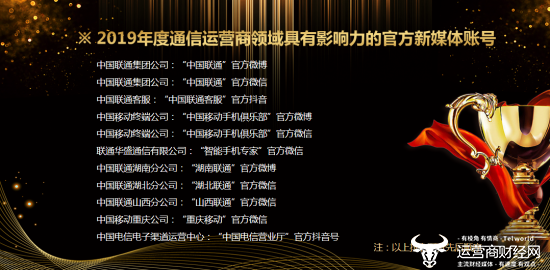 ※ 2019年度通信运营商领域具有影响力的官方新媒体账号
中国联通集团公司：“中国联通”官方微博
中国联通集团公司：“中国联通”官方微信
中国联通客服：“中国联通客服”官方抖音
中国移动终端公司：“中国移动手机俱乐部”官方微博
中国移动终端公司：“中国移动手机俱乐部”官方微信
联通华盛通信有限公司：“智能手机专家”官方微信
中国联通湖南分公司：“湖南联通”官方微博
中国联通湖北分公司：“湖北联通”官方微信
中国联通山西分公司：“山西联通”官方微信
中国移动重庆公司：“重庆移动”官方微信
中国电信电子渠道运营中心：“中国电信营业厅”官方抖音号
注：以上
·有棱角 有情商·Telworld
运营商财经网
主流财经媒体·有速度 有观点